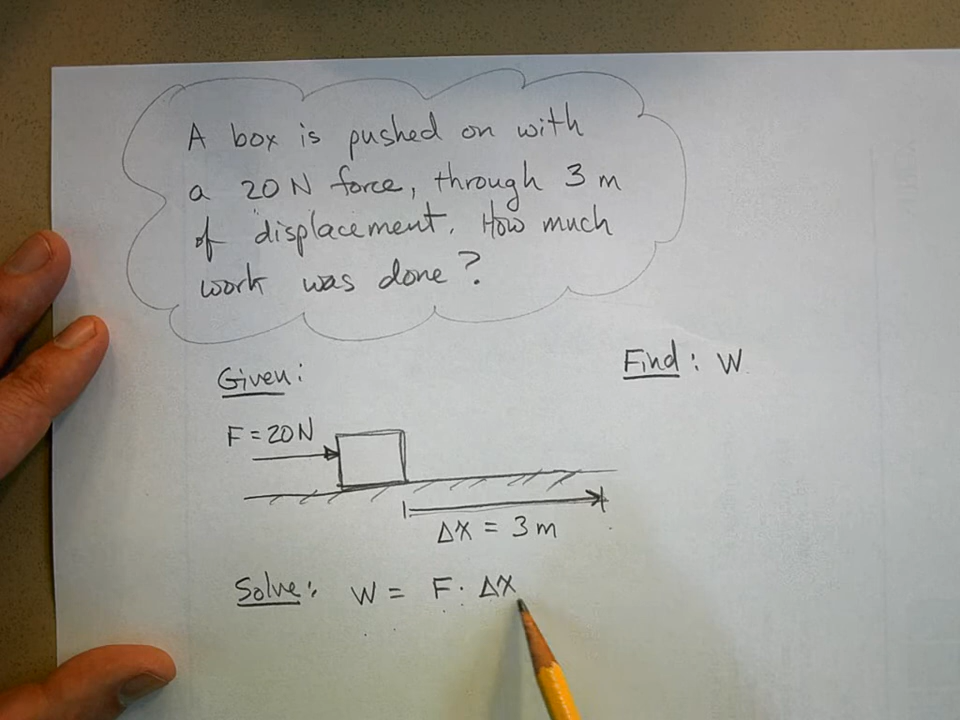 A box is pushed on with
a 20 N force, through 3 m
of displacement. How much
work was done?
Given:
Find: W
F = 20 N
Δx = 3 m
Solve: W = F · Δx